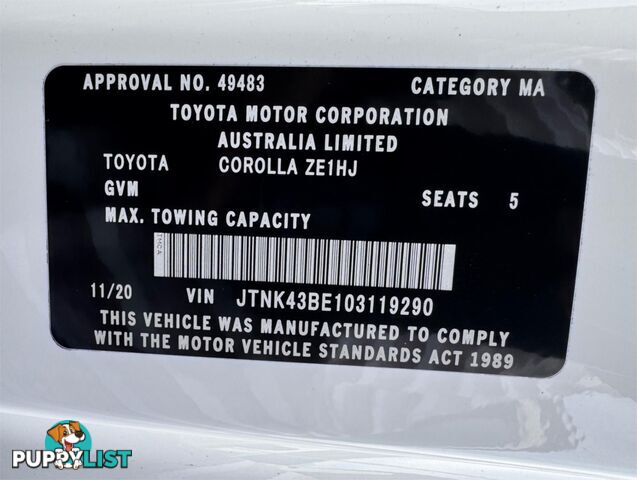 APPROVAL NO. 49483 CATEGORY MA
TOYOTA MOTOR CORPORATION
AUSTRALIA LIMITED
TOYOTA COROLLA ZE1HJ
GVM SEATS 5
MAX. TOWING CAPACITY
TMCA
11/20 VIN JTNK43BE103119290
THIS VEHICLE WAS MANUFACTURED TO COMPLY
WITH THE MOTOR VEHICLE STANDARDS ACT 1989
PUPPYLIST